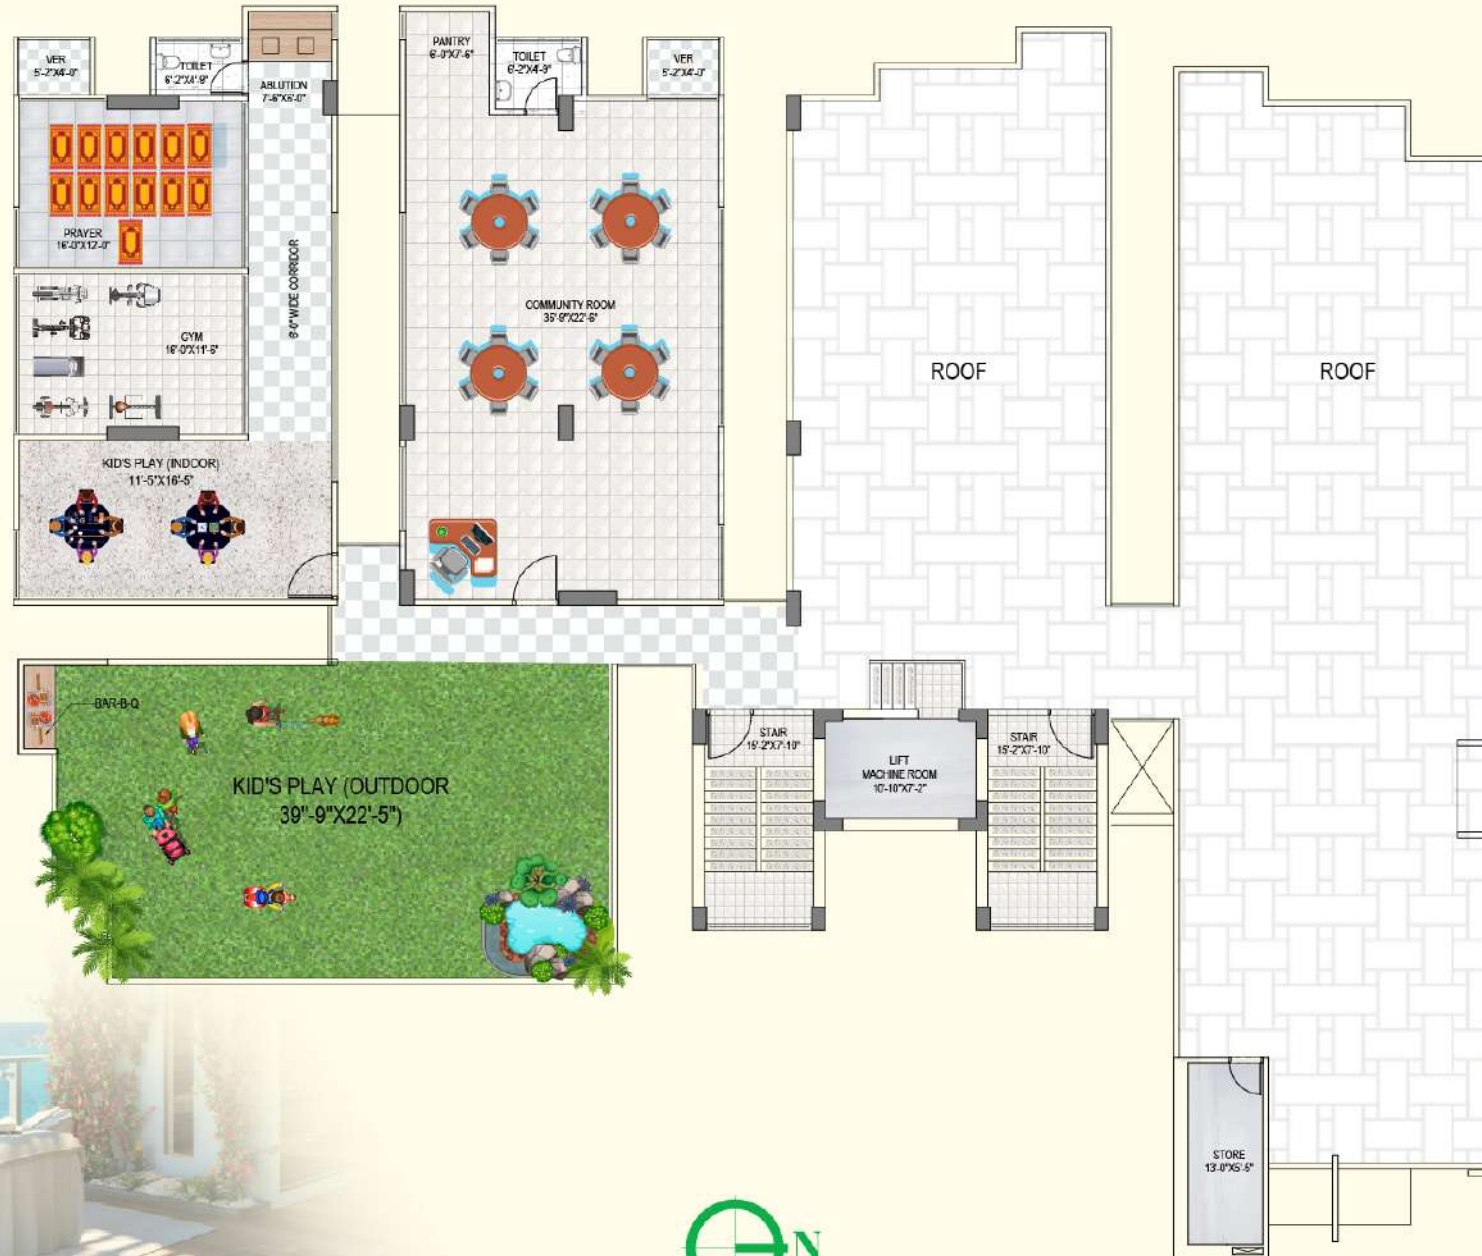 VER
5'-2"X4'-0"
TOILET
6'-2"X4'-9"
ABLUTION
7'-6"X6'-0"
PANTRY
6'-0"X7'-6"
TOILET
6'-2"X4'-9"
VER
5'-2"X4'-0"
PRAYER
16'-0"X12'-0"
6'-0" WIDE CORRIDOR
GYM
16'-0"X11'-6"
COMMUNITY ROOM
35'-9"X22'-6"
ROOF
ROOF
KID'S PLAY (INDOOR)
11'-5"X16'-5"
BAR-B-Q
KID'S PLAY (OUTDOOR
39"-9"X22'-5")
STAIR
15'-2"X7'-10"
LIFT
MACHINE ROOM
10'-10"X7'-2"
STAIR
15'-2"X7'-10"
STORE
13'-0"X5'-5"
N